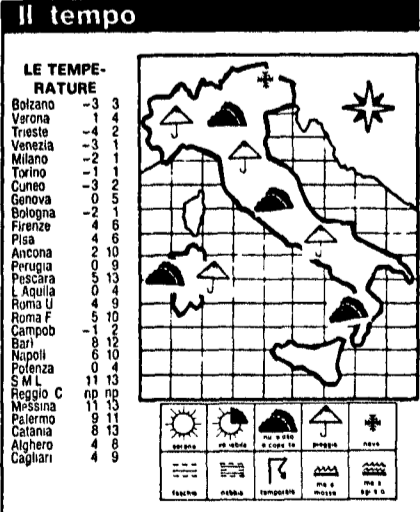 Il tempo
LE TEMPE-
RATURE
Bolzano -3 3
Verona 1 4
Trieste -4 2
Venezia -3 1
Milano -2 1
Torino -1 1
Cuneo -3 2
Genova 0 5
Bologna -2 1
Firenze 4 6
Pisa 4 6
Ancona 2 10
Perugia 0 9
Pescara 5 13
L Aquila 0 4
Roma U 4 9
Roma F 5 10
Campob -1 2
Bari 8 12
Napoli 6 10
Potenza 0 4
S M L 11 13
Reggio C np np
Messina 11 13
Palermo 9 11
Catania 8 13
Alghero 4 8
Cagliari 4 9
sereno pioggia neve
foschia nebbia temporale